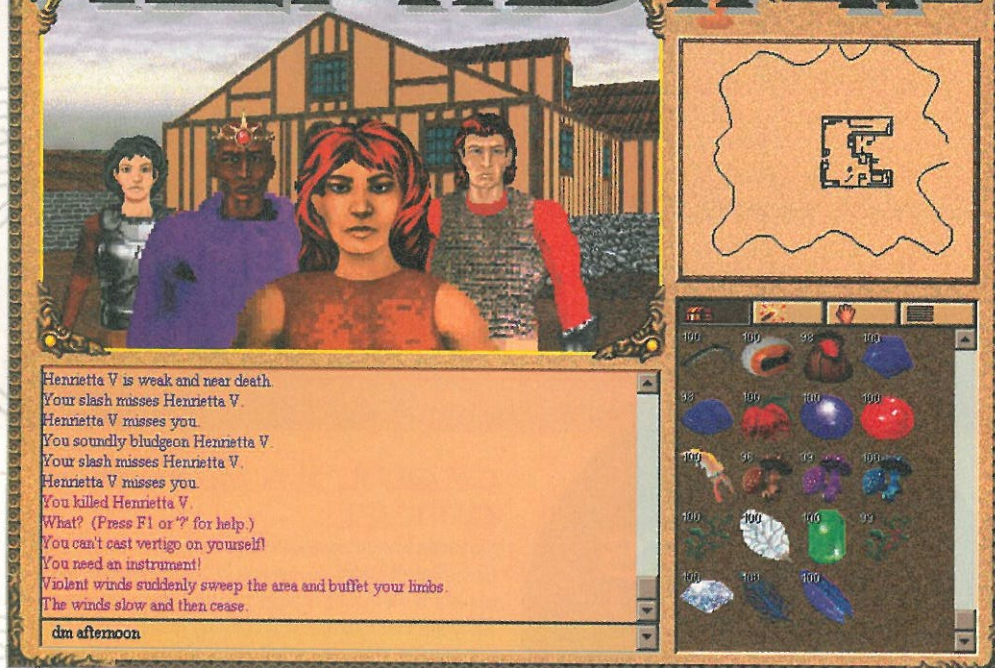 Henrietta V is weak and near death.
Your slash misses Henrietta V.
Henrietta V misses you.
You soundly bludgeon Henrietta V.
Your slash misses Henrietta V.
Henrietta V misses you.
You killed Henrietta V.
What? (Press F1 or '?' for help.)
You can't cast vertigo on yourself!
You need an instrument!
Violent winds suddenly sweep the area and buffet your limbs.
The winds slow and then cease.
dm afternoon
100 100 98 100
98 100 100 100
100 98 99 100
100 100 100 99
100 100 100